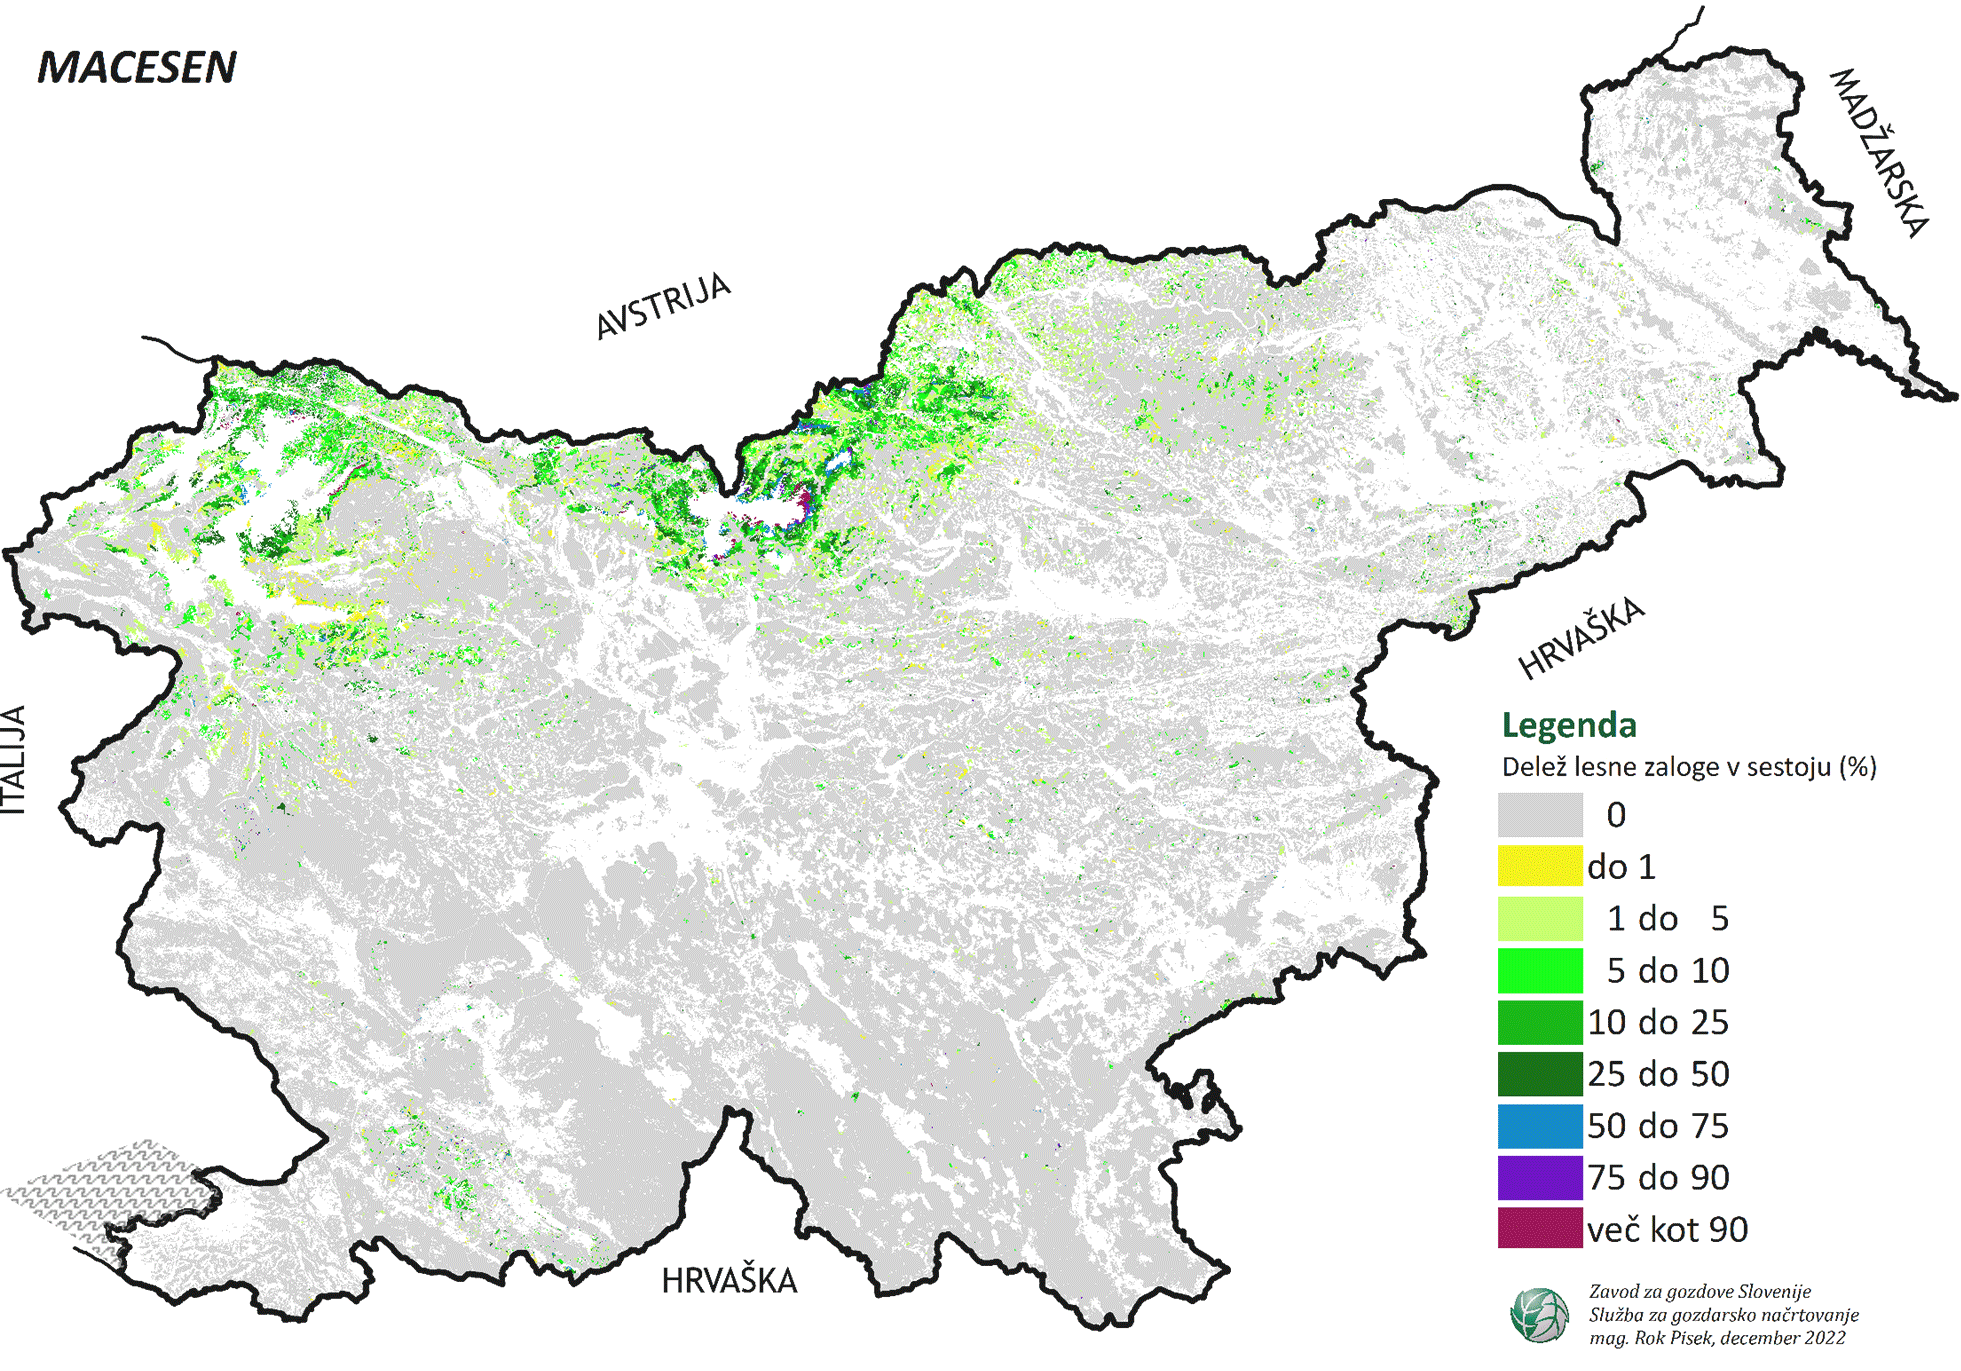 MACESEN
MADŽARSKA
AVSTRIJA
HRVAŠKA
ITALIJA
Legenda
Delež lesne zaloge v sestoju (%)
0
do 1
1 do 5
5 do 10
10 do 25
25 do 50
50 do 75
75 do 90
več kot 90
HRVAŠKA
Zavod za gozdove Slovenije
Služba za gozdarsko načrtovanje
mag. Rok Pisek, december 2022